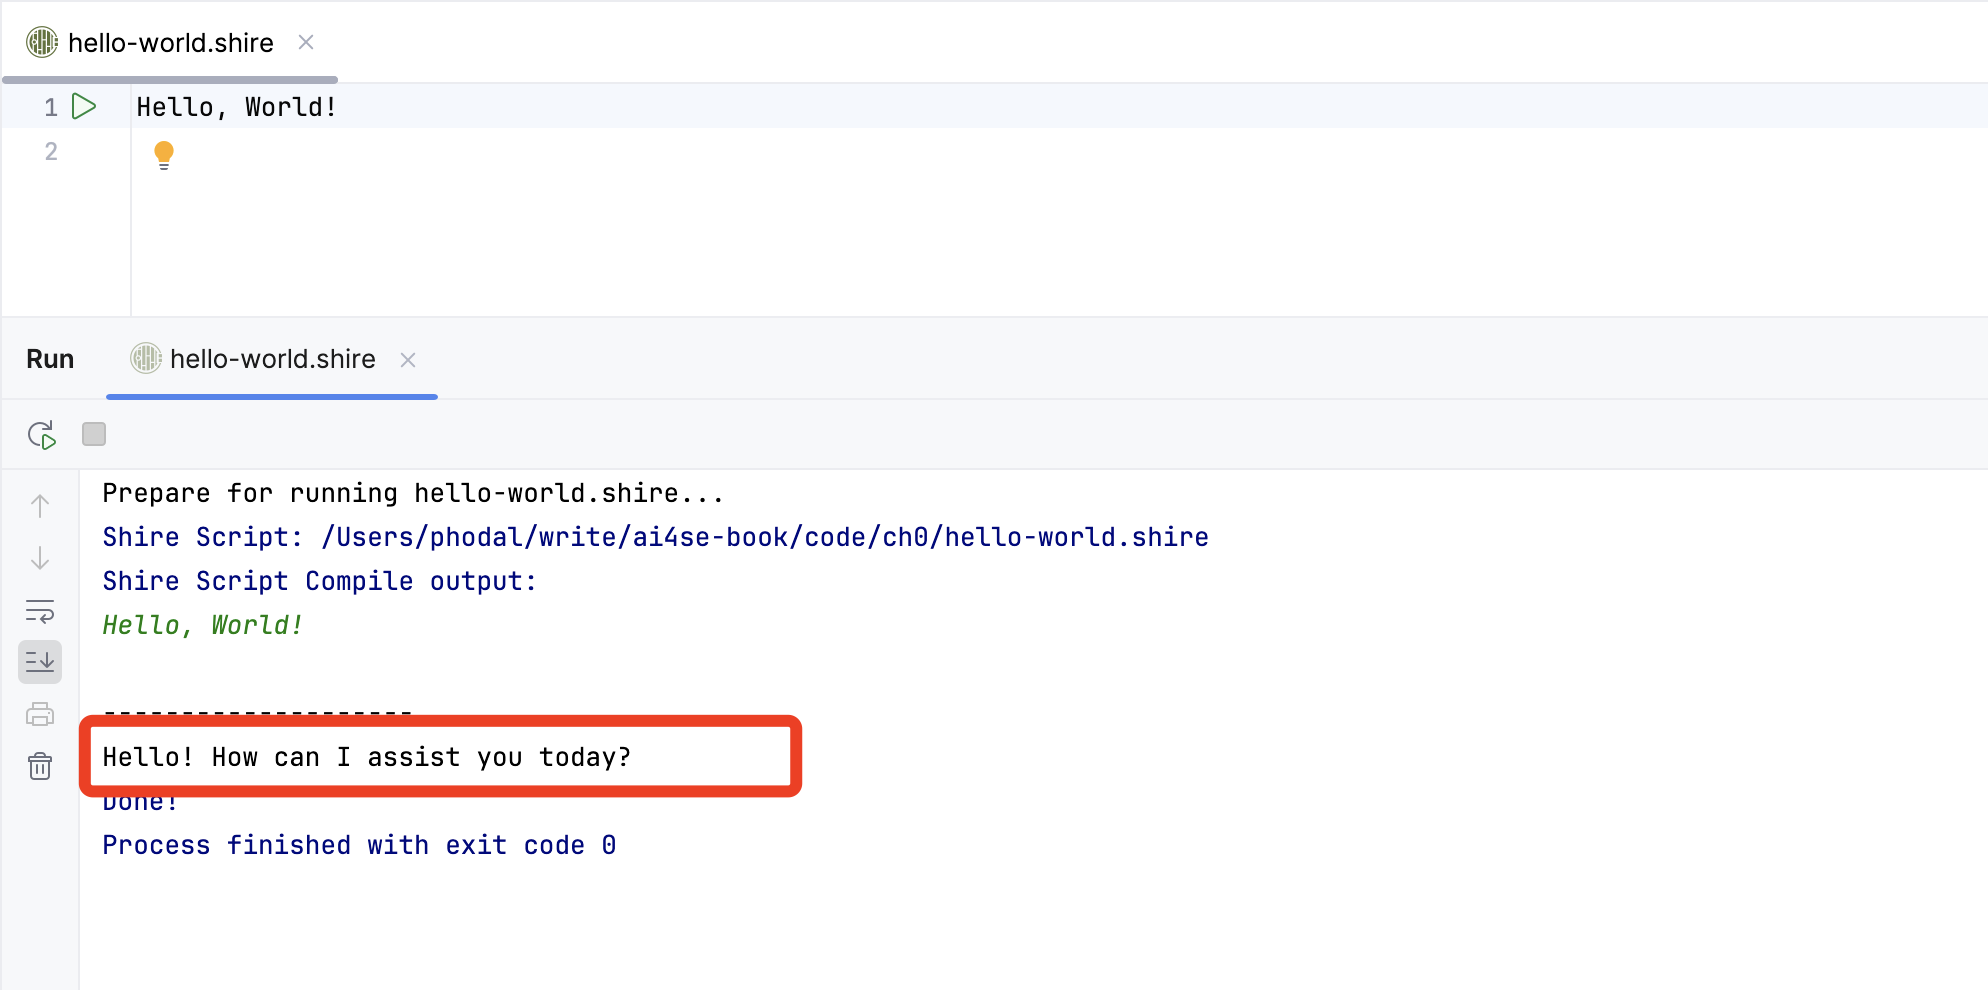 hello-world.shire
1 Hello, World!
2
Run hello-world.shire
Prepare for running hello-world.shire...
Shire Script: /Users/phodal/write/ai4se-book/code/ch0/hello-world.shire
Shire Script Compile output:
Hello, World!
--------------------
Hello! How can I assist you today?
Done!
Process finished with exit code 0